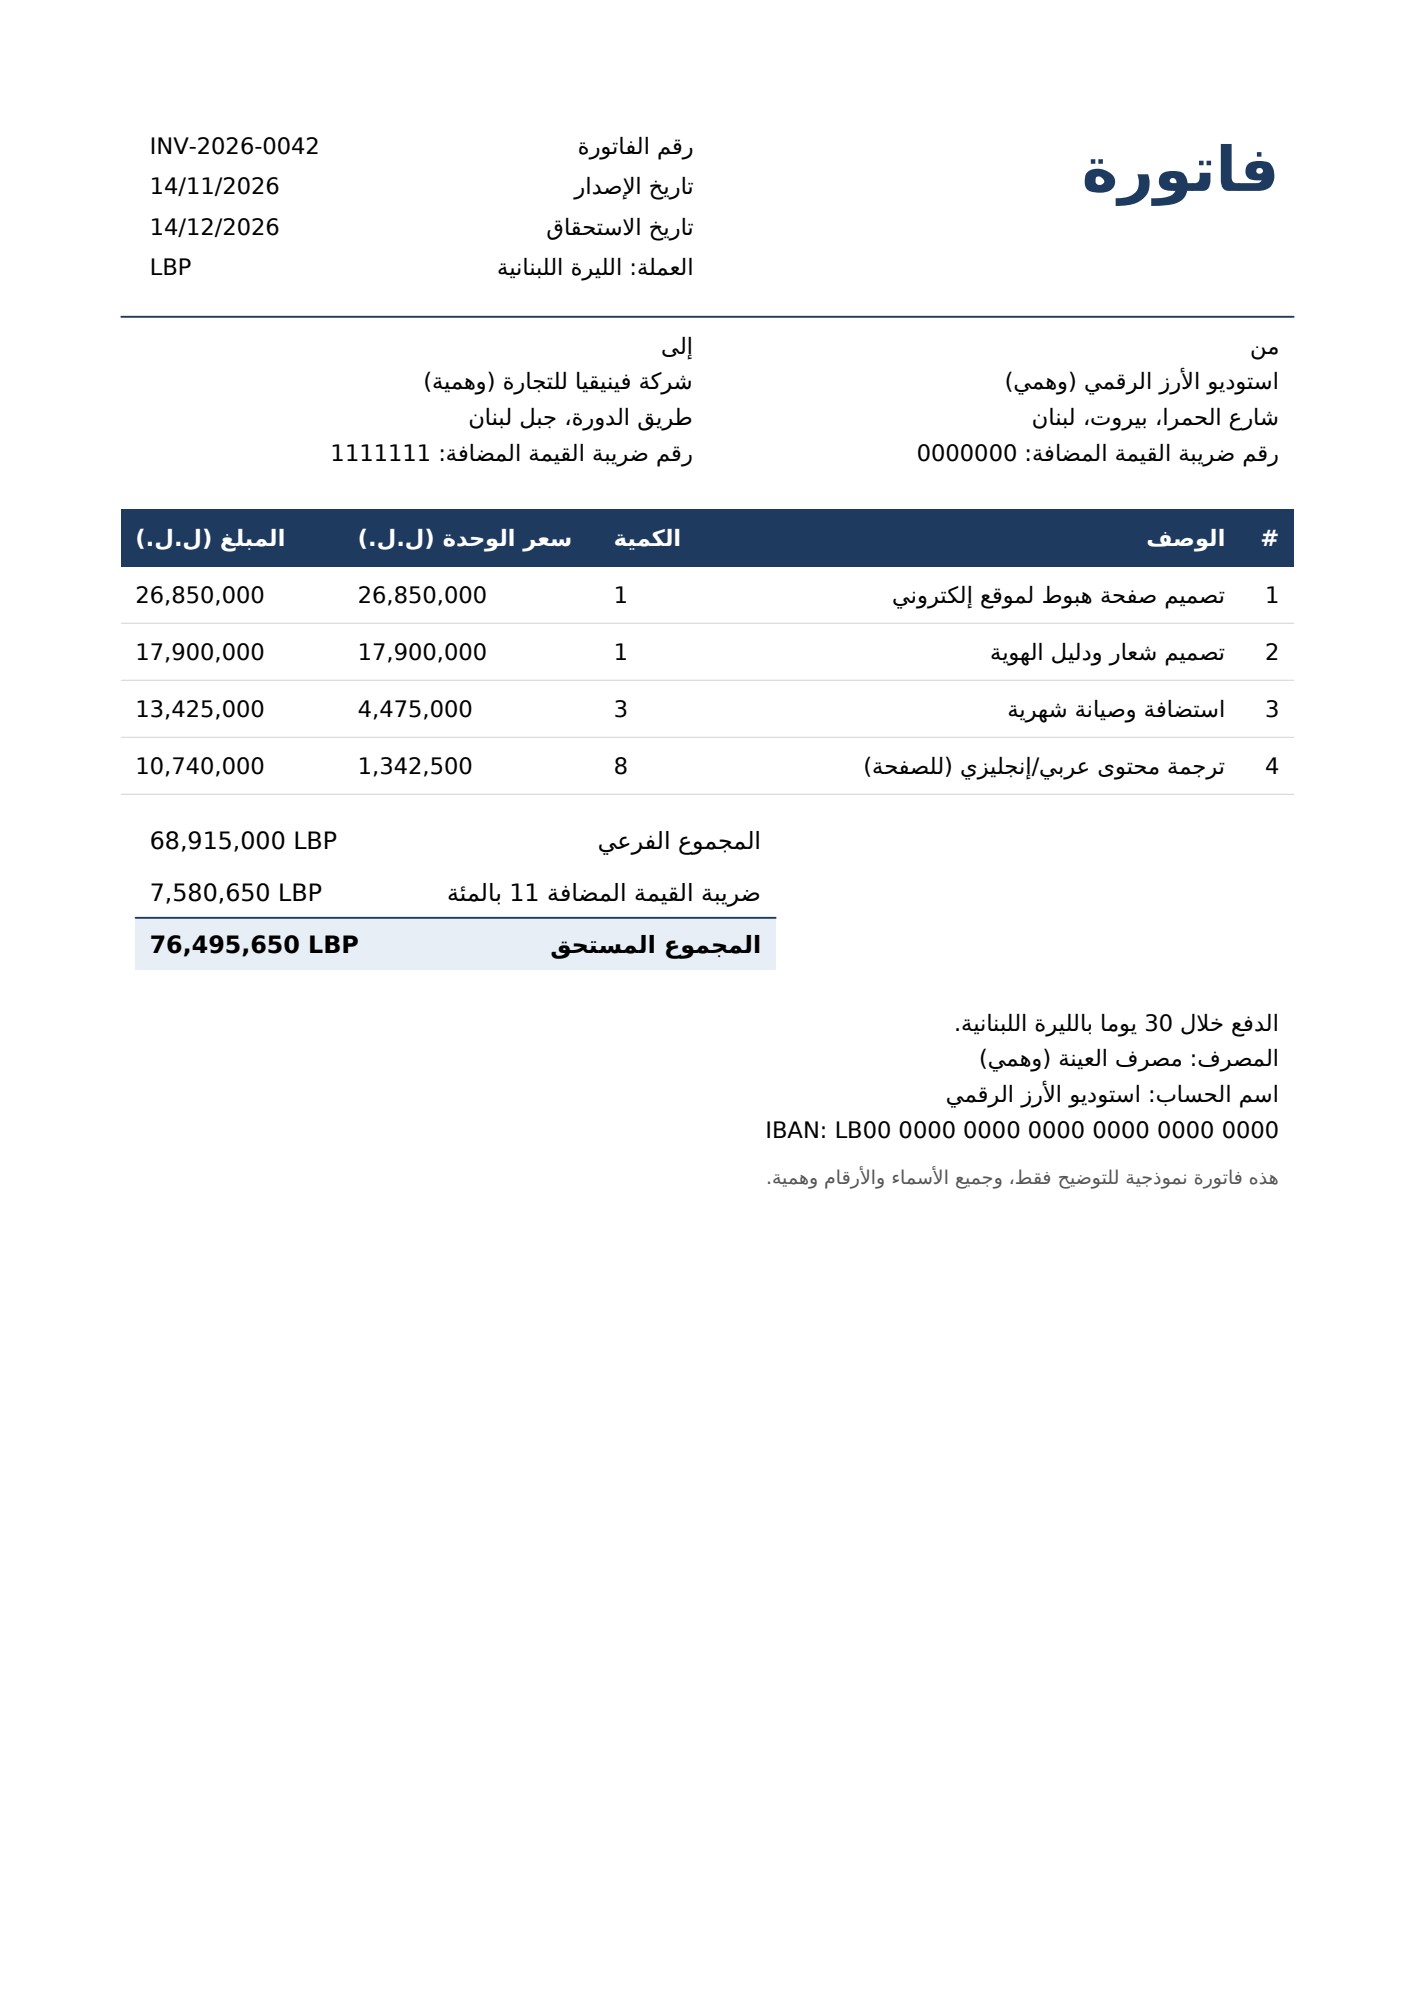 فاتورة
رقم الفاتورة INV-2026-0042
تاريخ الإصدار 14/11/2026
تاريخ الاستحقاق 14/12/2026
العملة: الليرة اللبنانية LBP
من
استوديو الأرز الرقمي (وهمي)
شارع الحمرا، بيروت، لبنان
رقم ضريبة القيمة المضافة: 0000000
إلى
شركة فينيقيا للتجارة (وهمية)
طريق الدورة، جبل لبنان
رقم ضريبة القيمة المضافة: 1111111
# الوصف الكمية سعر الوحدة (ل.ل.) المبلغ (ل.ل.)
1 تصميم صفحة هبوط لموقع إلكتروني 1 26,850,000 26,850,000
2 تصميم شعار ودليل الهوية 1 17,900,000 17,900,000
3 استضافة وصيانة شهرية 3 4,475,000 13,425,000
4 ترجمة محتوى عربي/إنجليزي (للصفحة) 8 1,342,500 10,740,000
المجموع الفرعي 68,915,000 LBP
ضريبة القيمة المضافة 11 بالمئة 7,580,650 LBP
المجموع المستحق 76,495,650 LBP
الدفع خلال 30 يوما بالليرة اللبنانية.
المصرف: مصرف العينة (وهمي)
اسم الحساب: استوديو الأرز الرقمي
IBAN: LB00 0000 0000 0000 0000 0000 0000
هذه فاتورة نموذجية للتوضيح فقط، وجميع الأسماء والأرقام وهمية.